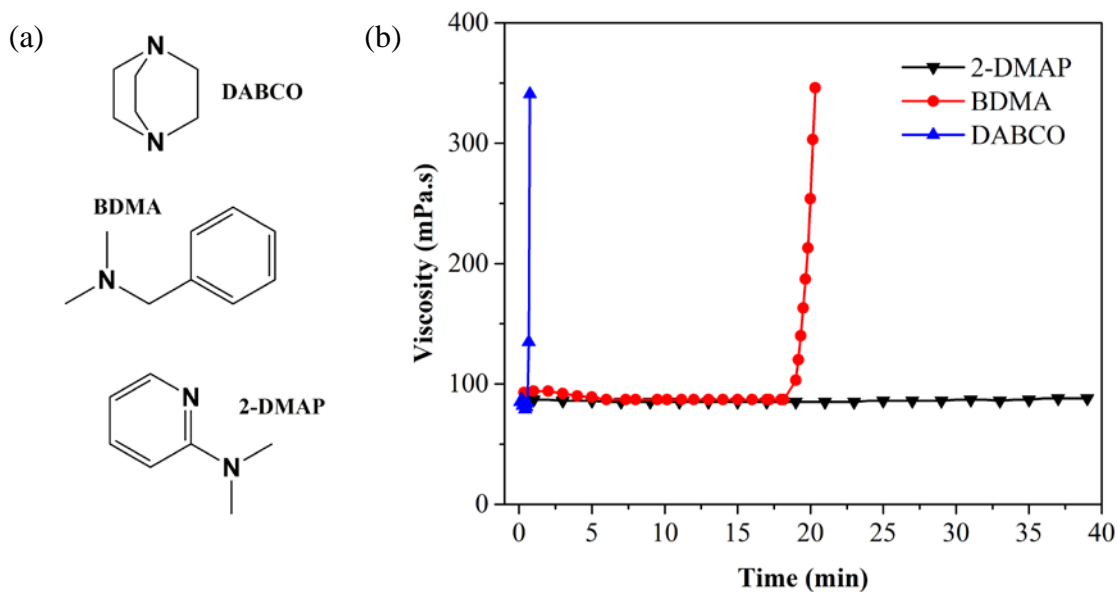 (a)
N
DABCO
N
BDMA
N
N
2-DMAP
N
(b)
400
300
200
100
0
Viscosity (mPa.s)
2-DMAP
BDMA
DABCO
0 5 10 15 20 25 30 35 40
Time (min)